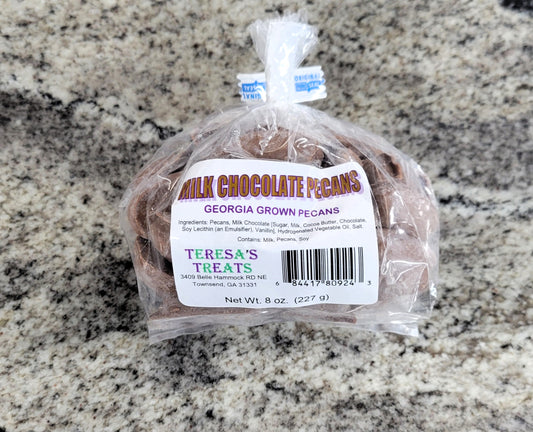 ORIGINAL
MILK CHOCOLATE PECANS
GEORGIA GROWN PECANS
Ingredients: Pecans, Milk Chocolate [Sugar, Milk, Cocoa Butter, Chocolate,
Soy Lecithin (an Emulsifier), Vanillin], Hydrogenated Vegetable Oil, Salt.
Contains: Milk, Pecans, Soy
TERESA'S
TREATS
3409 Belle Hammock RD NE
Townsend, GA 31331
6 84417 80924 3
Net Wt. 8 oz. (227 g)